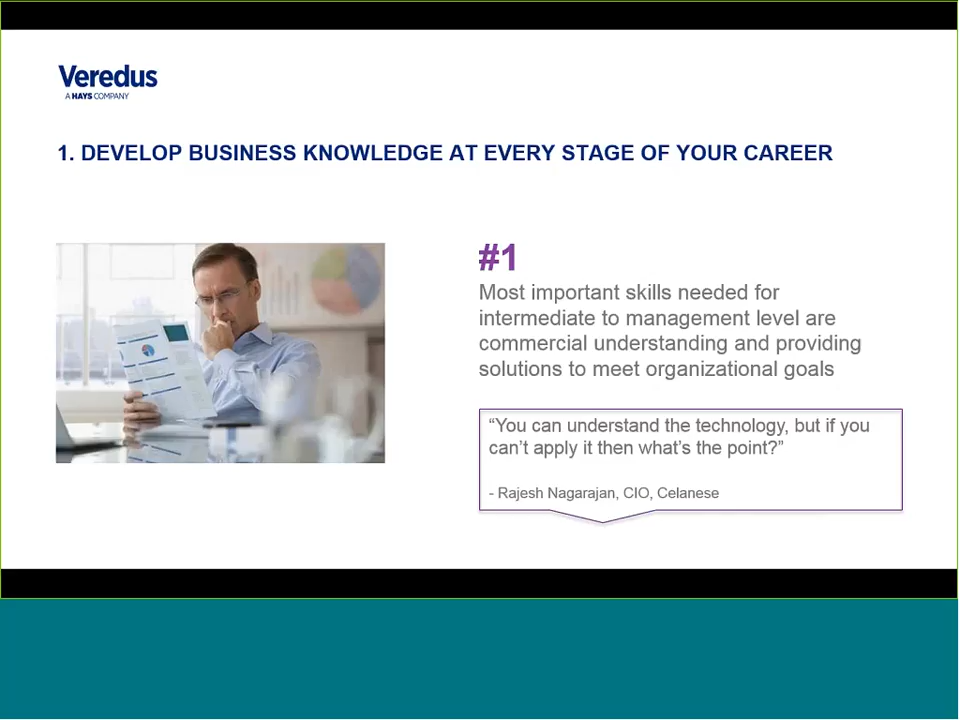 Veredus
A HAYS COMPANY
1. DEVELOP BUSINESS KNOWLEDGE AT EVERY STAGE OF YOUR CAREER
#1
Most important skills needed for
intermediate to management level are
commercial understanding and providing
solutions to meet organizational goals
“You can understand the technology, but if you
can’t apply it then what’s the point?”
- Rajesh Nagarajan, CIO, Celanese